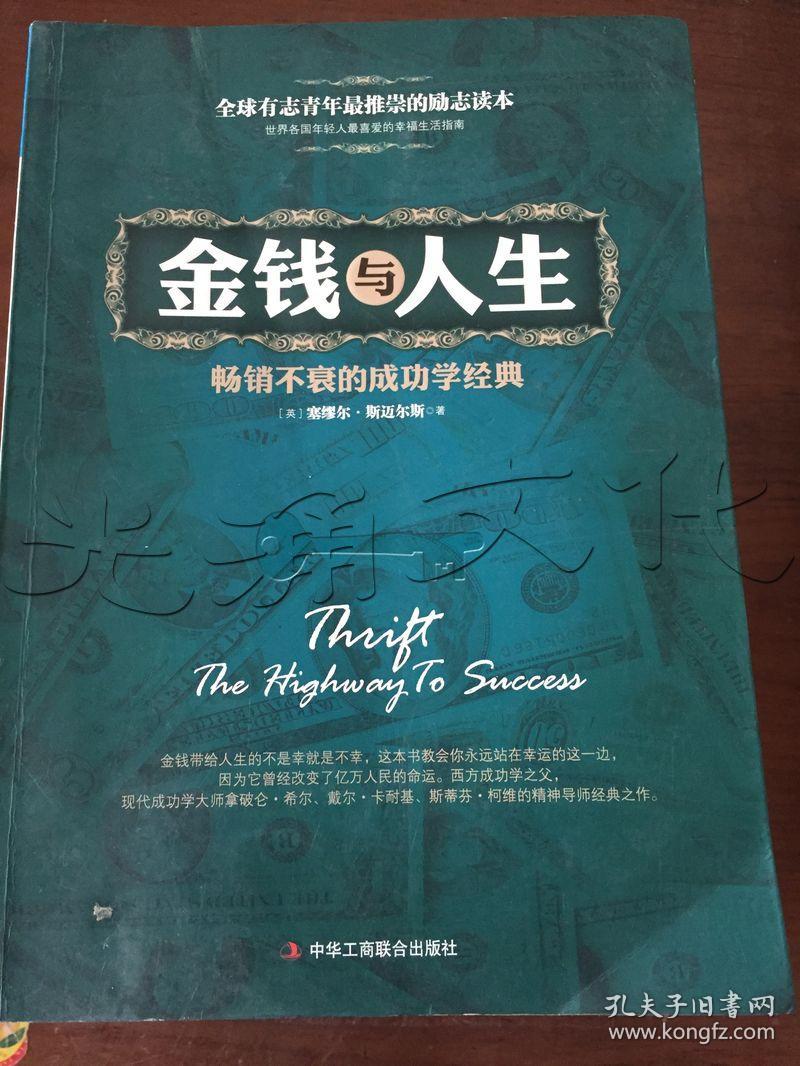 全球有志青年最推崇的励志读本
世界各国年轻人最喜爱的幸福生活指南
金钱与人生
畅销不衰的成功学经典
[英]塞缪尔·斯迈尔斯◎著
Thrift
The Highway To Success
金钱带给人生的不是幸就是不幸，这本书教会你永远站在幸运的这一边，
因为它曾经改变了亿万人民的命运。西方成功学之父，
现代成功学大师拿破仑·希尔、戴尔·卡耐基、斯蒂芬·柯维的精神导师经典之作。
中华工商联合出版社
孔夫子旧书网
www.kongfz.com